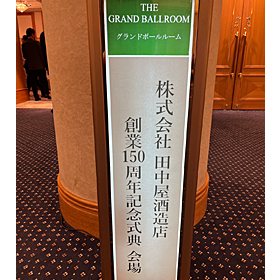 THE
GRAND BALLROOM
グランドボールルーム
株式会社 田中屋酒造店
創業150周年記念式典 会場